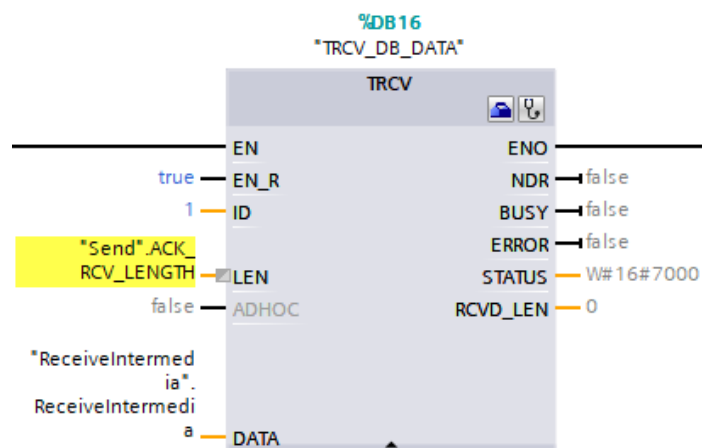 %DB16
"TRCV_DB_DATA"
TRCV
EN ENO
true EN_R NDR false
1 ID BUSY false
ERROR false
"Send".ACK_
RCV_LENGTH LEN STATUS W#16#7000
false ADHOC RCVD_LEN 0
"ReceiveIntermed
ia".
ReceiveIntermedi
a DATA